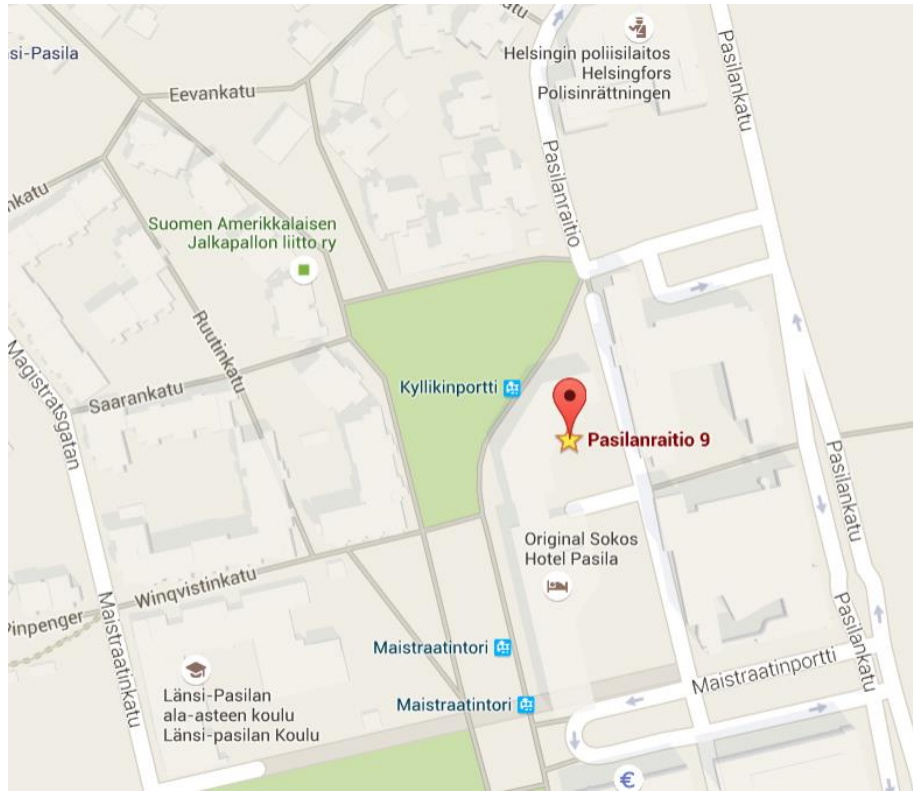 si-Pasila
Helsingin poliisilaitos
Helsingfors
Polisinrättningen
Pasilankatu
Eevankatu
Pasilanraitio
nkatu
Suomen Amerikkalaisen
Jalkapallon liitto ry
Ruutinkatu
Magistratsgatan
Saarankatu
Kyllikinportti
Pasilanraitio 9
Pasilankatu
Original Sokos
Hotel Pasila
Winqvistinkatu
Pinpenger
Maistraatinkatu
Pasilankatu
Maistraatintori
Maistraatinportti
Länsi-Pasilan
ala-asteen koulu
Länsi-pasilan Koulu
Maistraatintori
€